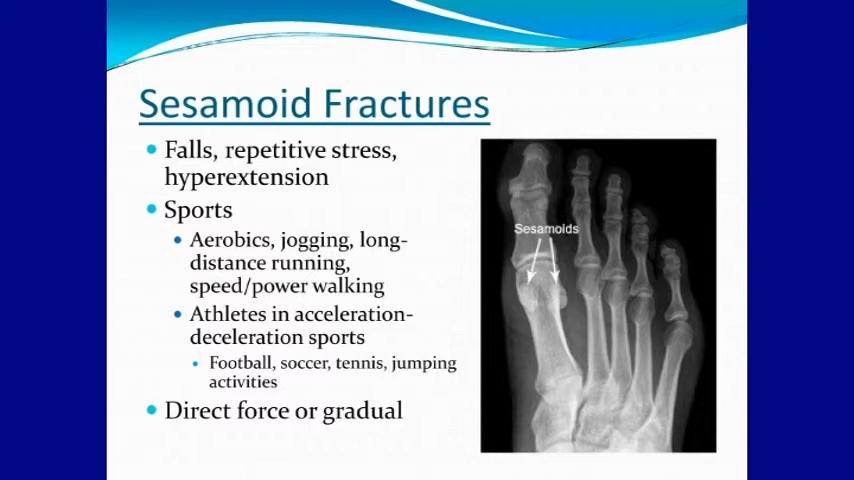 Sesamoid Fractures
Falls, repetitive stress,
hyperextension
Sports
Aerobics, jogging, long-
distance running,
speed/power walking
Athletes in acceleration-
deceleration sports
Football, soccer, tennis, jumping
activities
Direct force or gradual
Sesamoids